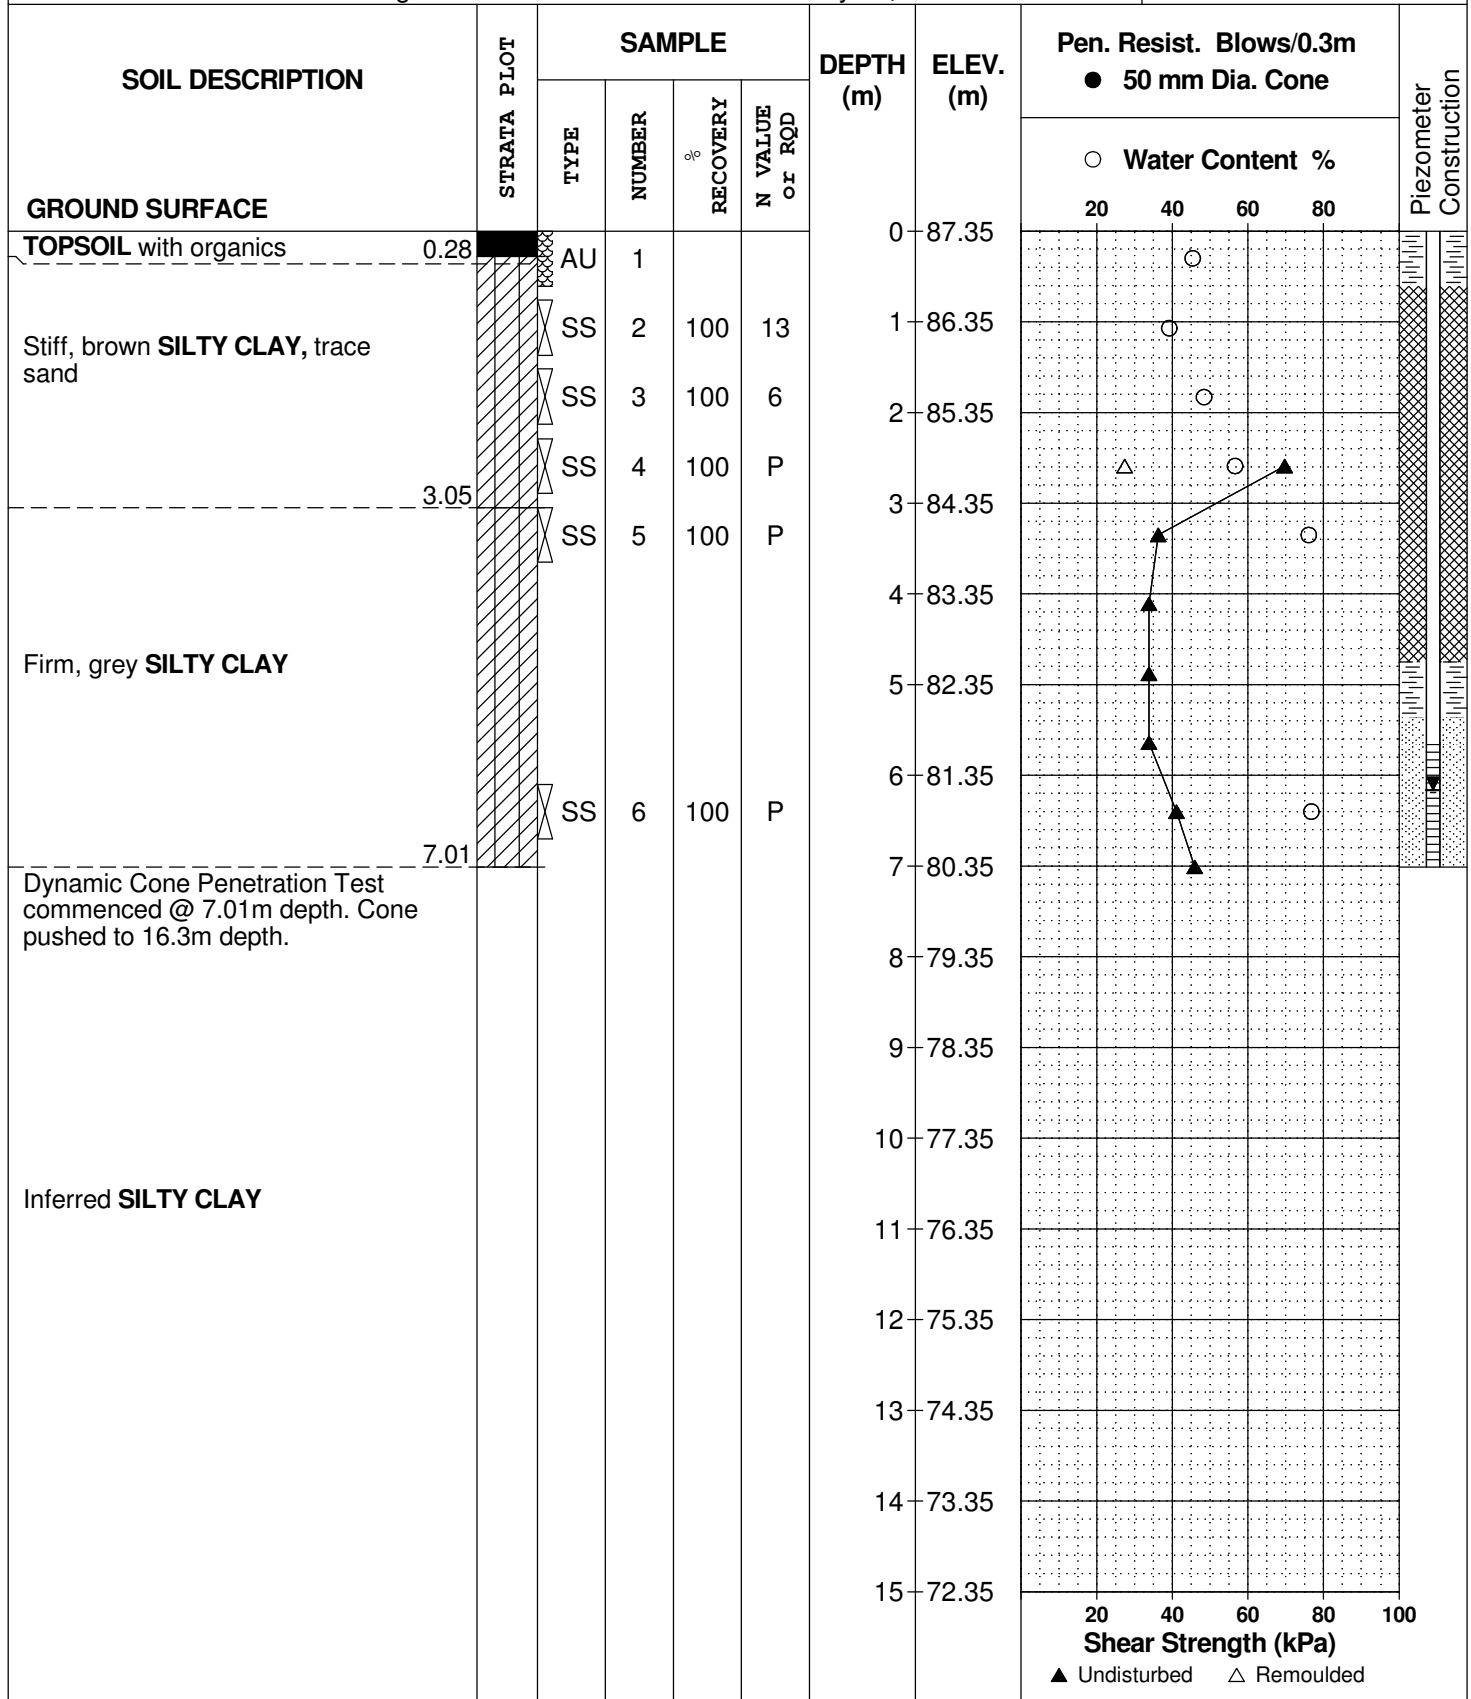 SOIL DESCRIPTION
GROUND SURFACE
STRATA PLOT
SAMPLE
TYPE
NUMBER
%
RECOVERY
N VALUE
or RQD
DEPTH
(m)
ELEV.
(m)
Pen. Resist. Blows/0.3m
● 50 mm Dia. Cone
○ Water Content %
20 40 60 80
Piezometer
Construction
0 87.35
TOPSOIL with organics 0.28
AU 1
SS 2 100 13
1 86.35
Stiff, brown SILTY CLAY, trace
sand
SS 3 100 6
2 85.35
SS 4 100 P
3.05
3 84.35
SS 5 100 P
4 83.35
Firm, grey SILTY CLAY
5 82.35
6 81.35
SS 6 100 P
7.01
7 80.35
Dynamic Cone Penetration Test
commenced @ 7.01m depth. Cone
pushed to 16.3m depth.
8 79.35
9 78.35
10 77.35
Inferred SILTY CLAY
11 76.35
12 75.35
13 74.35
14 73.35
15 72.35
20 40 60 80 100
Shear Strength (kPa)
▲ Undisturbed △ Remoulded